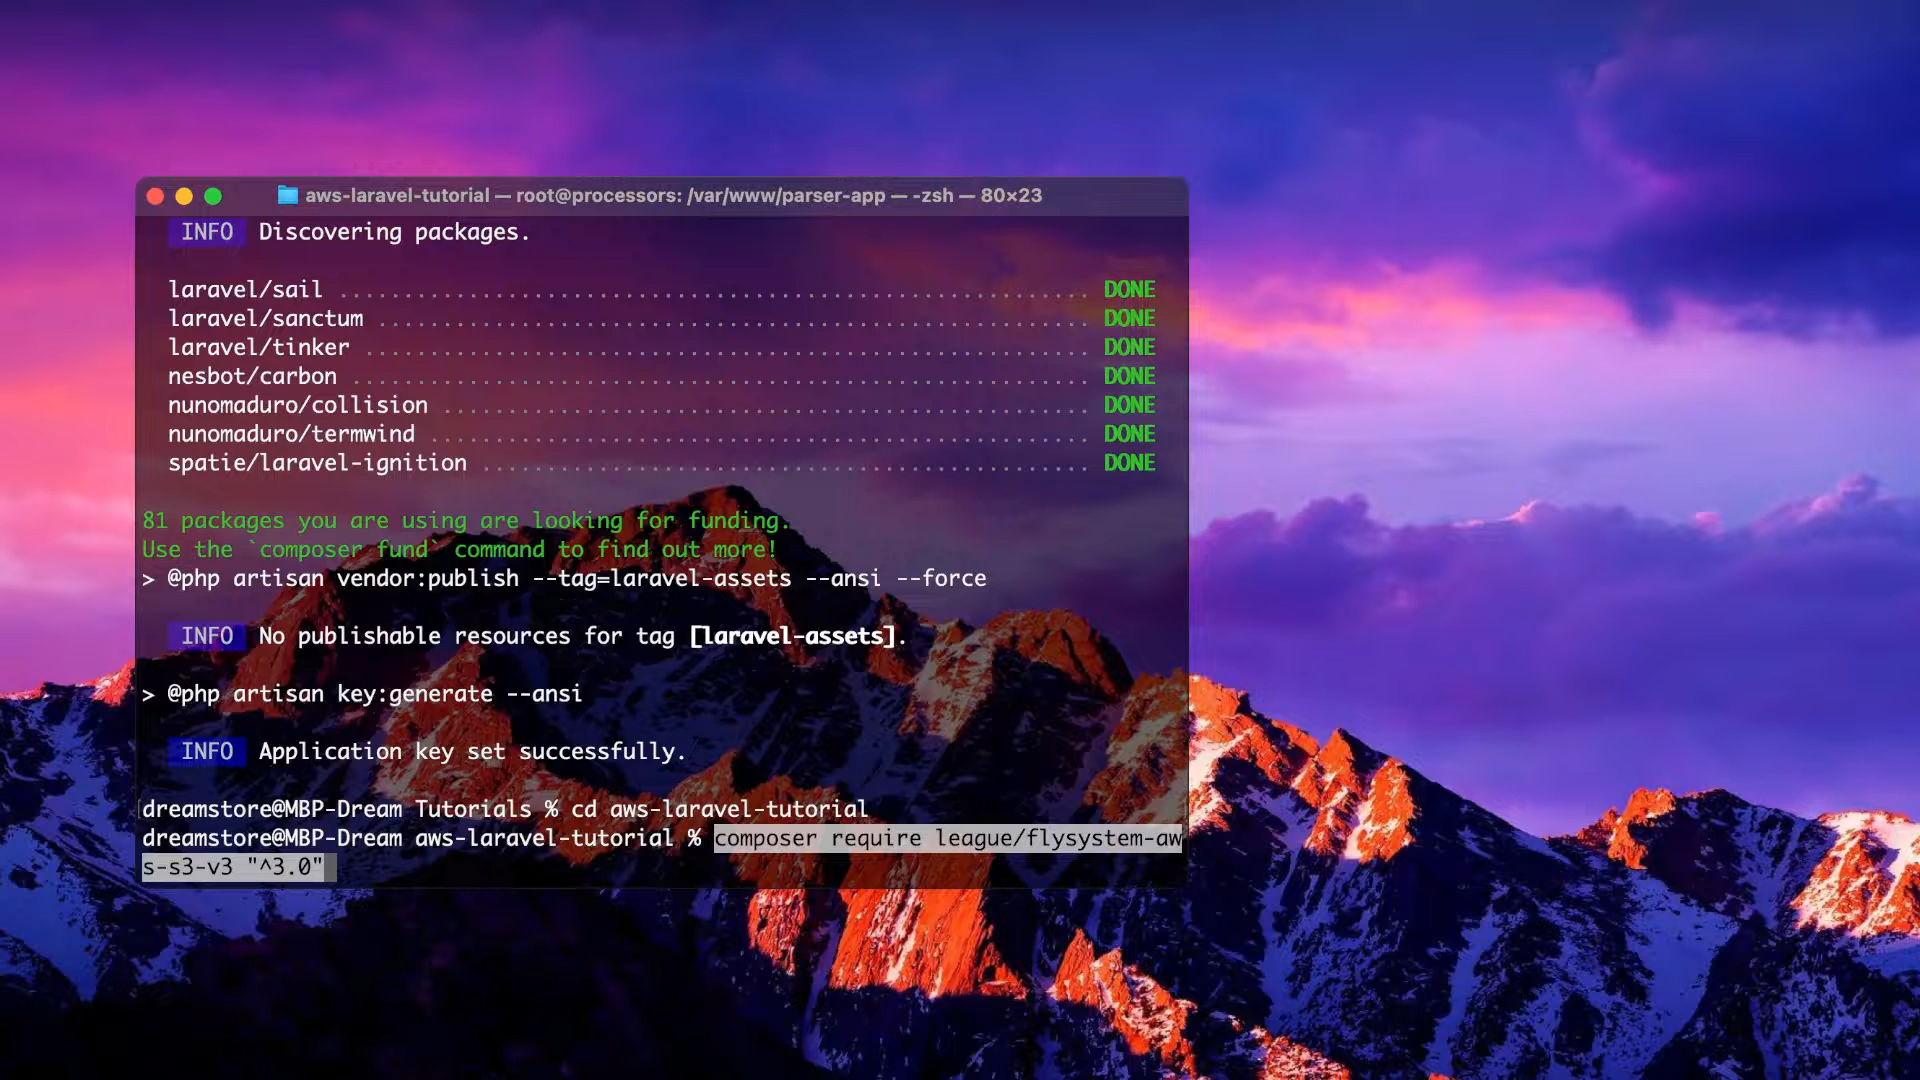 aws-laravel-tutorial — root@processors: /var/www/parser-app — -zsh — 80×23
INFO Discovering packages.
laravel/sail ......................................................... DONE
laravel/sanctum ...................................................... DONE
laravel/tinker ....................................................... DONE
nesbot/carbon ........................................................ DONE
nunomaduro/collision ................................................. DONE
nunomaduro/termwind .................................................. DONE
spatie/laravel-ignition .............................................. DONE
81 packages you are using are looking for funding.
Use the `composer fund` command to find out more!
> @php artisan vendor:publish --tag=laravel-assets --ansi --force
INFO No publishable resources for tag [laravel-assets].
> @php artisan key:generate --ansi
INFO Application key set successfully.
dreamstore@MBP-Dream Tutorials % cd aws-laravel-tutorial
dreamstore@MBP-Dream aws-laravel-tutorial % composer require league/flysystem-aw
s-s3-v3 "^3.0"